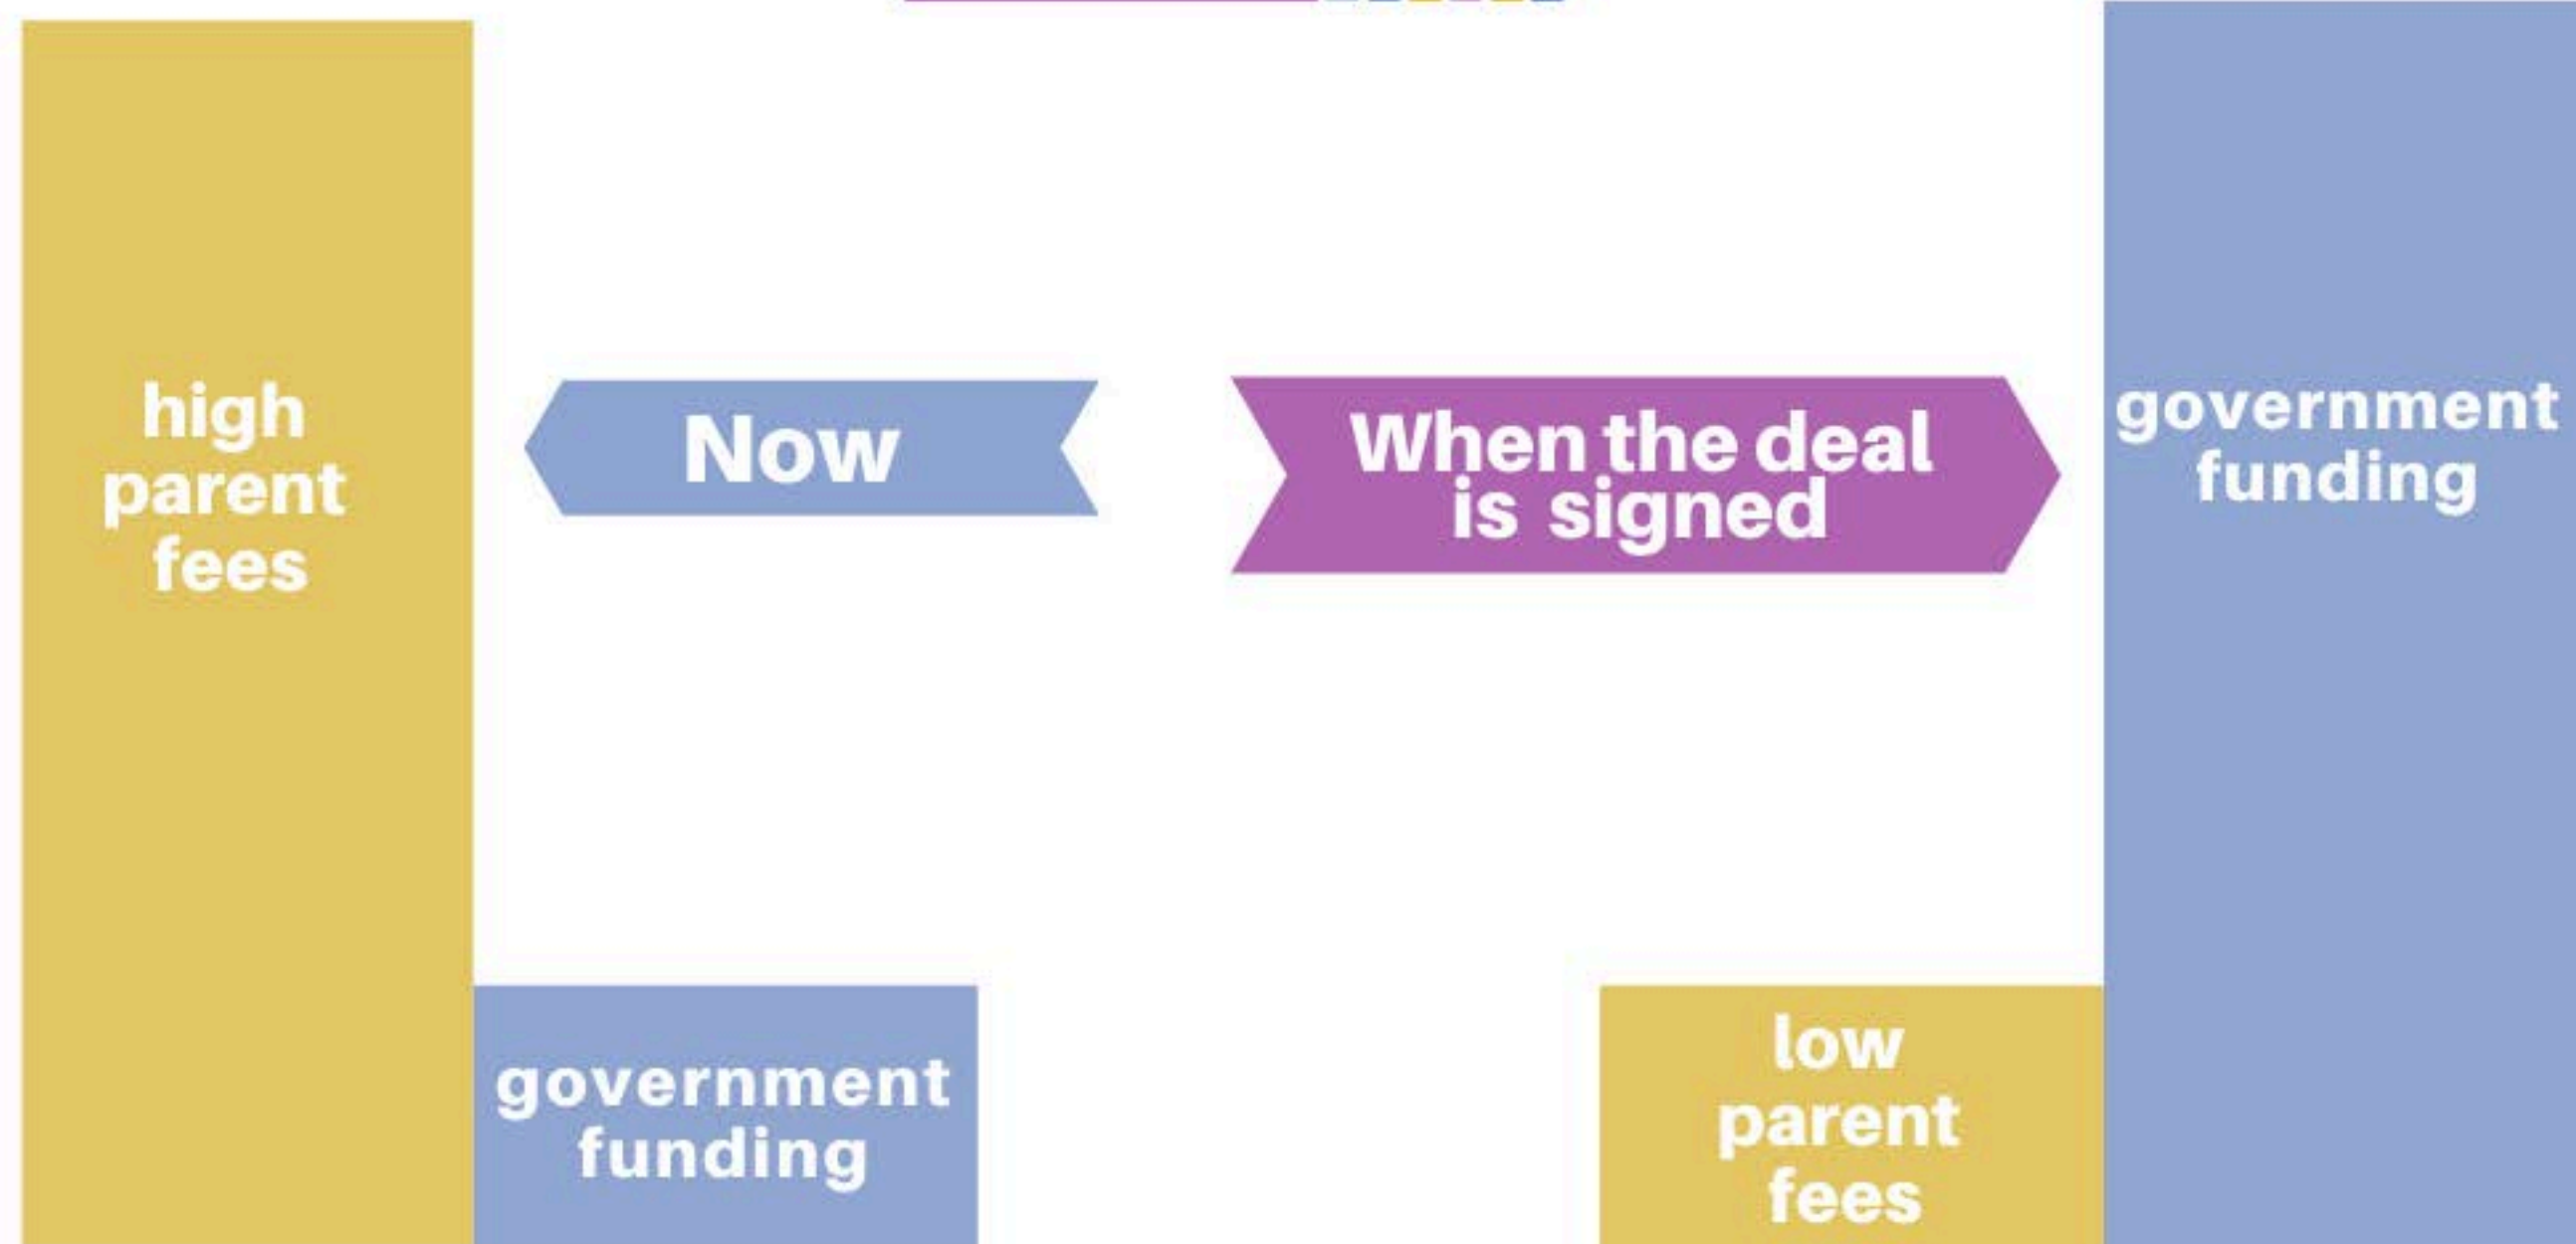 high
parent
fees
Now
government
funding
When the deal
is signed
government
funding
low
parent
fees